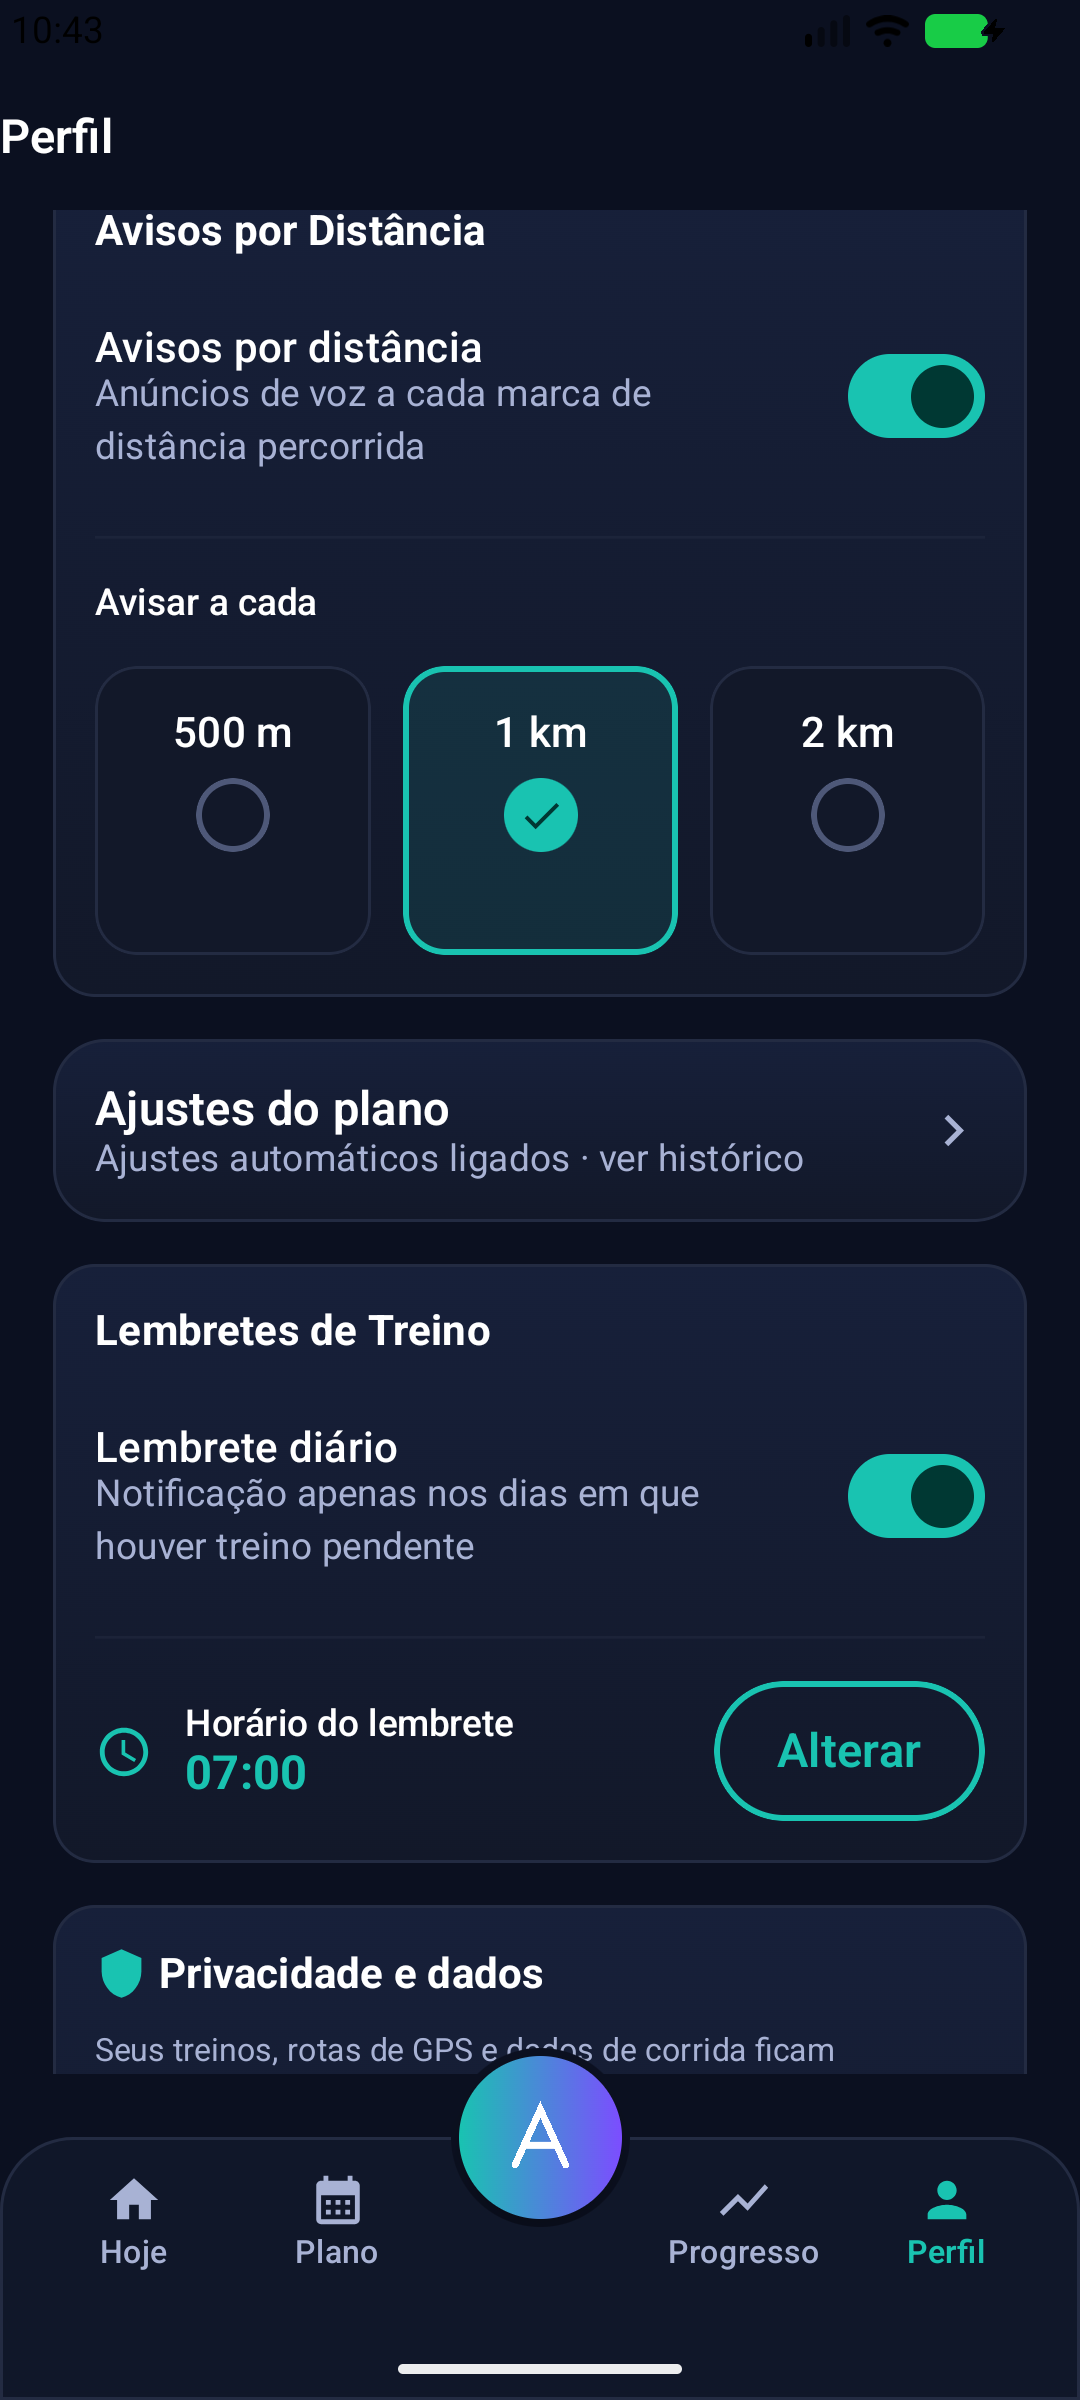 10:43
Perfil
Avisos por Distância
Avisos por distância
Anúncios de voz a cada marca de
distância percorrida
Avisar a cada
500 m
1 km
2 km
Ajustes do plano
Ajustes automáticos ligados · ver histórico
Lembretes de Treino
Lembrete diário
Notificação apenas nos dias em que
houver treino pendente
Horário do lembrete
07:00
Alterar
Privacidade e dados
Seus treinos, rotas de GPS e dados de corrida ficam
A
Hoje
Plano
Progresso
Perfil